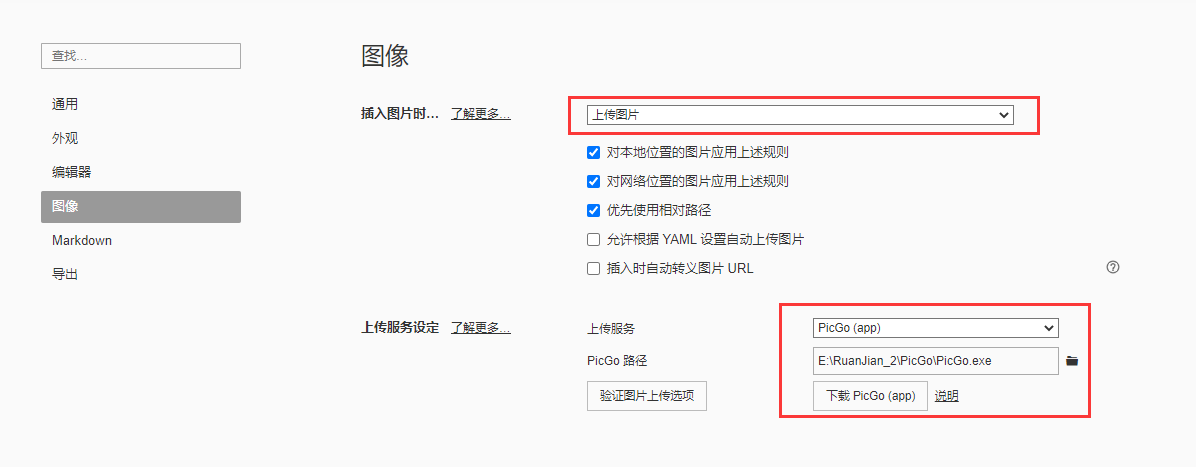 查找...
通用
外观
编辑器
图像
Markdown
导出
图像
插入图片时... 了解更多... 上传图片
对本地位置的图片应用上述规则
对网络位置的图片应用上述规则
优先使用相对路径
允许根据 YAML 设置自动上传图片
插入时自动转义图片 URL ?
上传服务设定 了解更多... 上传服务 PicGo (app)
PicGo 路径 E:\RuanJian_2\PicGo\PicGo.exe
验证图片上传选项 下载 PicGo (app) 说明